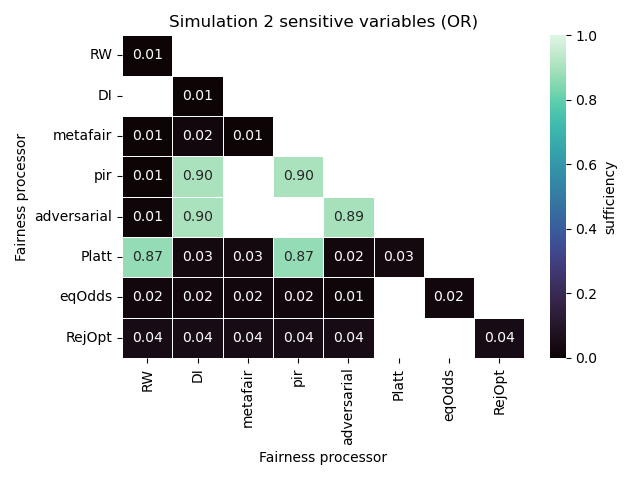 Simulation 2 sensitive variables (OR)
Fairness processor
RW 0.01
DI 0.01
metafair 0.01 0.02 0.01
pir 0.01 0.90 0.90
adversarial 0.01 0.90 0.89
Platt 0.87 0.03 0.03 0.87 0.02 0.03
eqOdds 0.02 0.02 0.02 0.02 0.01 0.02
RejOpt 0.04 0.04 0.04 0.04 0.04 0.04
RW DI metafair pir adversarial Platt eqOdds RejOpt
Fairness processor
1.0
0.8
0.6
0.4
0.2
0.0
sufficiency